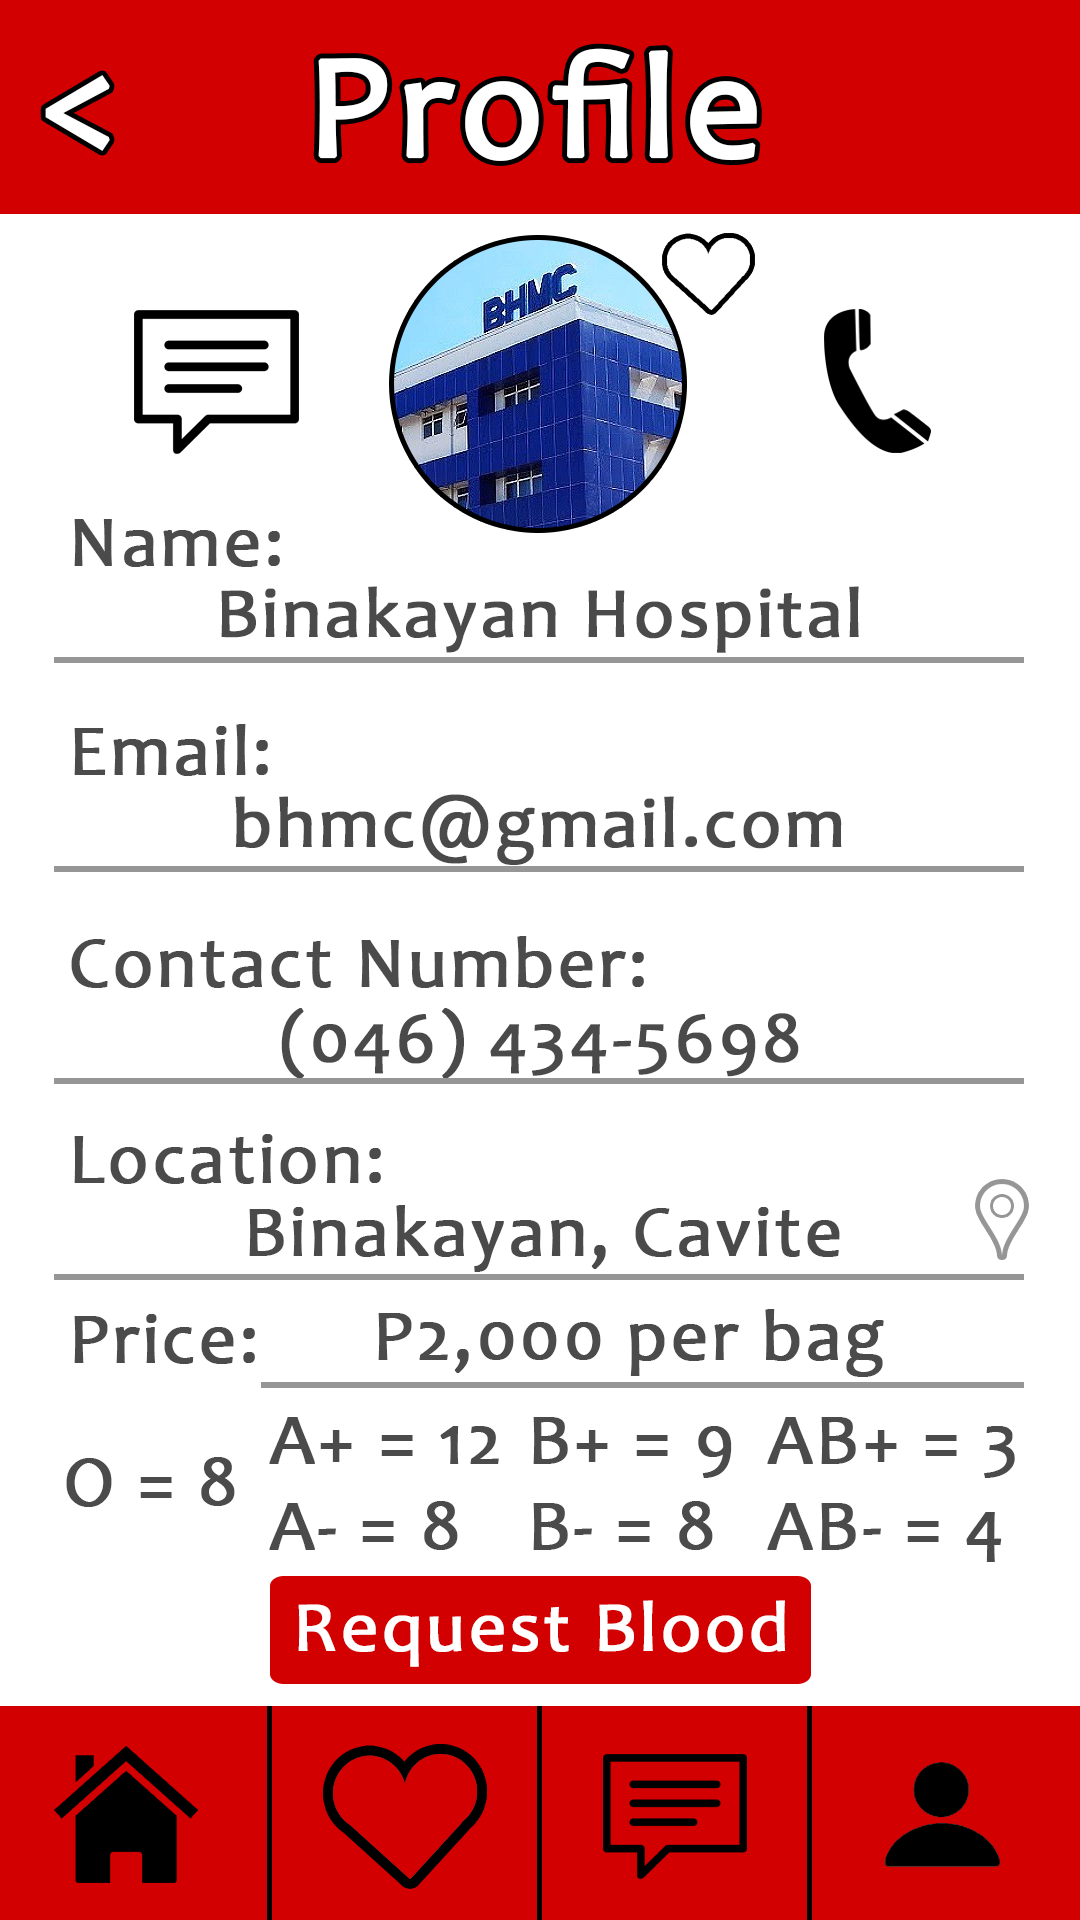 < Profile
BHMC
Name:
Binakayan Hospital
Email:
bhmc@gmail.com
Contact Number:
(046) 434-5698
Location:
Binakayan, Cavite
Price: P2,000 per bag
O = 8
A+ = 12 B+ = 9 AB+ = 3
A- = 8 B- = 8 AB- = 4
Request Blood